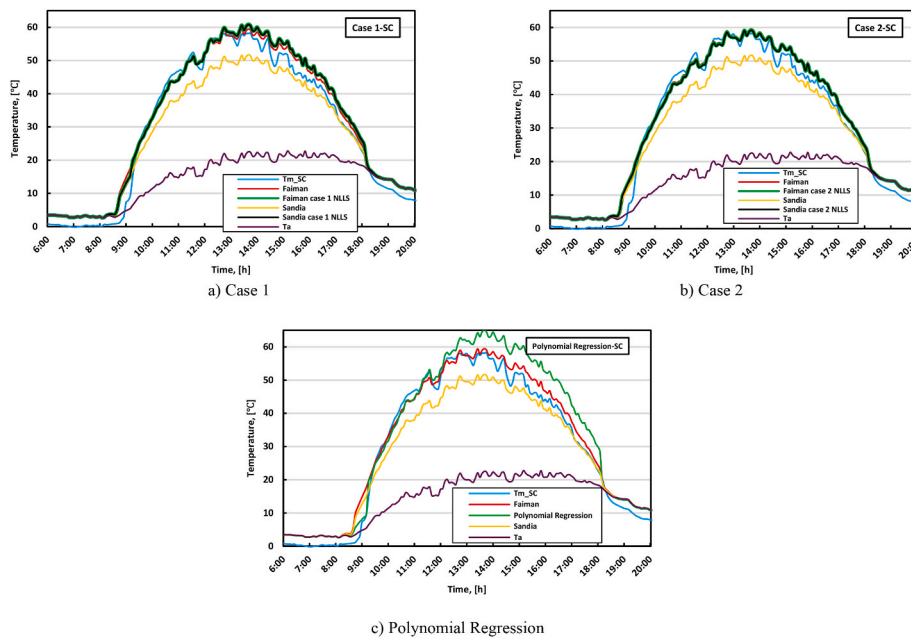 Case 1-SC
Temperature, [°C]
60
50
40
30
20
10
0
Tm_SC
Faiman
Faiman case 1 NLLS
Sandia
Sandia case 1 NLLS
Ta
6:00 7:00 8:00 9:00 10:00 11:00 12:00 13:00 14:00 15:00 16:00 17:00 18:00 19:00 20:00
Time, [h]
a) Case 1
Case 2-SC
Temperature, [°C]
60
50
40
30
20
10
0
Tm_SC
Faiman
Faiman case 2 NLLS
Sandia
Sandia case 2 NLLS
Ta
6:00 7:00 8:00 9:00 10:00 11:00 12:00 13:00 14:00 15:00 16:00 17:00 18:00 19:00 20:00
Time, [h]
b) Case 2
Polynomial Regression-SC
Temperature, [°C]
60
50
40
30
20
10
0
Tm_SC
Faiman
Polynomial Regression
Sandia
Ta
6:00 7:00 8:00 9:00 10:00 11:00 12:00 13:00 14:00 15:00 16:00 17:00 18:00 19:00 20:00
Time, [h]
c) Polynomial Regression